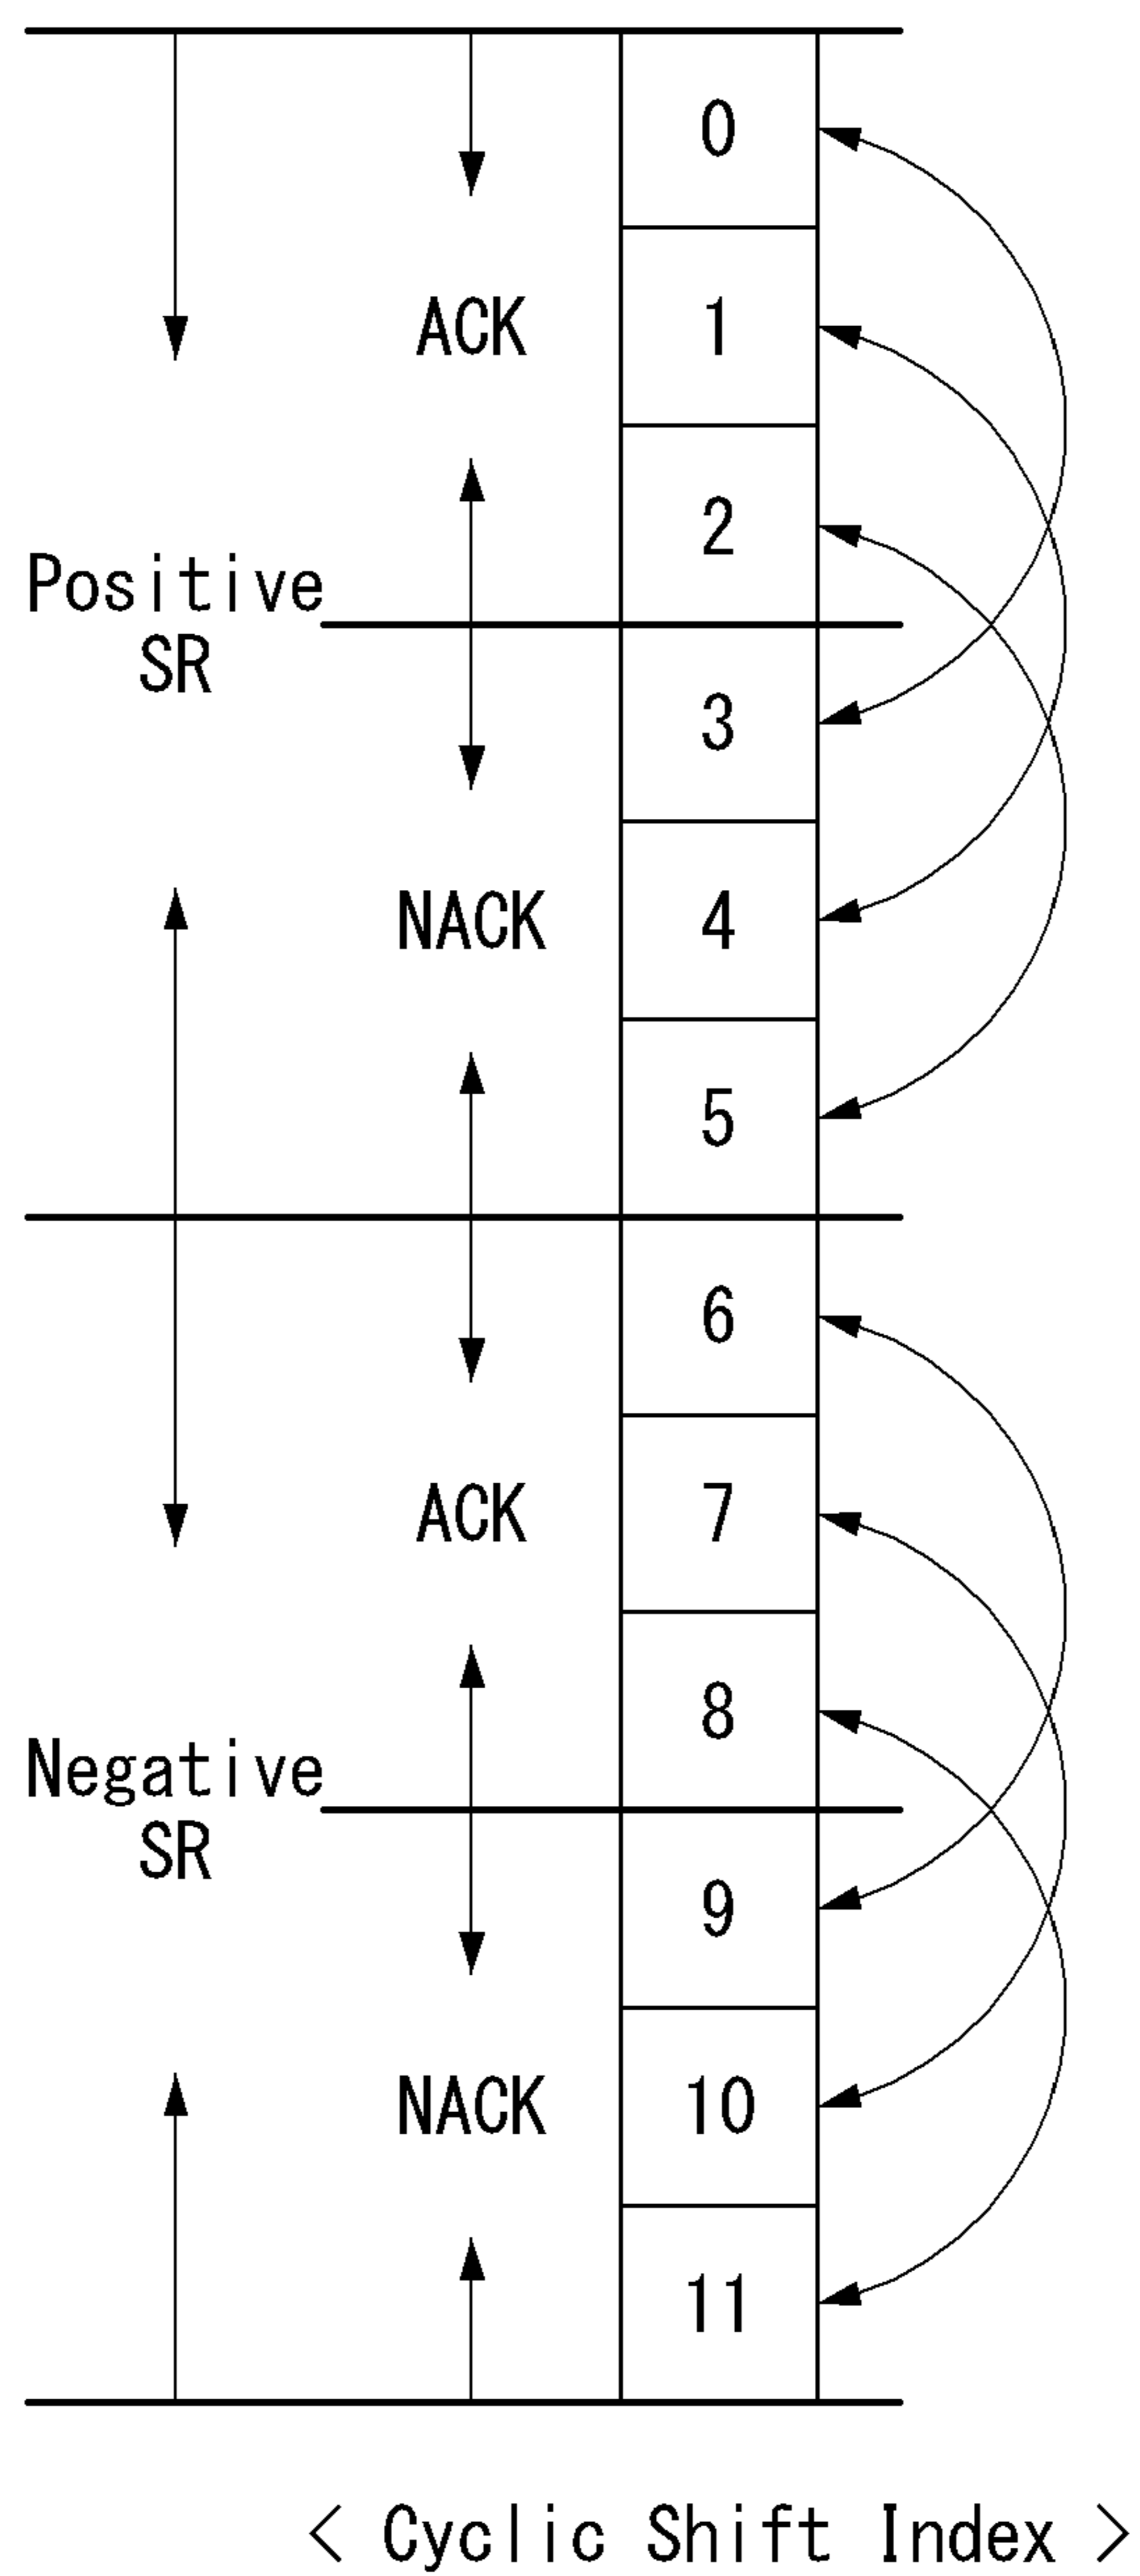 0
ACK 1
2
Positive
SR
3
NACK 4
5
6
ACK 7
8
Negative
SR
9
NACK 10
11
< Cyclic Shift Index >